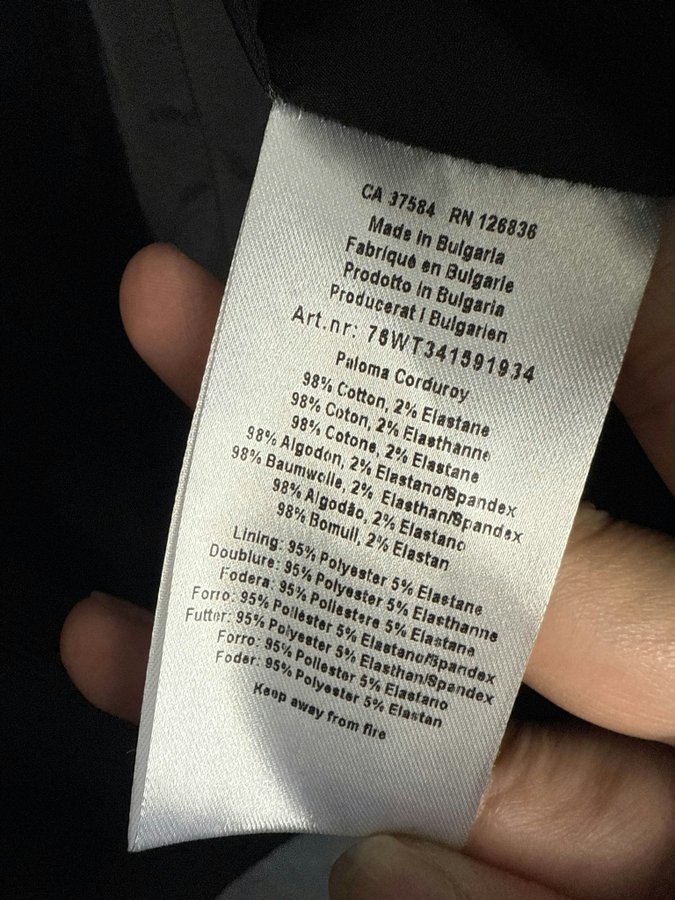 CA 37584 RN 126836
Made in Bulgaria
Fabriqué en Bulgarie
Prodotto in Bulgaria
Producerat i Bulgarien
Art.nr: 76WT341591934
Paloma Corduroy
98% Cotton, 2% Elastane
98% Coton, 2% Elasthanne
98% Cotone, 2% Elastane
98% Algodón, 2% Elastano/Spandex
98% Baumwolle, 2% Elasthan/Spandex
98% Algodão, 2% Elastano
98% Bomull, 2% Elastan
Lining: 95% Polyester 5% Elastane
Doublure: 95% Polyester 5% Elasthanne
Fodera: 95% Poliestere 5% Elastane
Forro: 95% Poliéster 5% Elastano/Spandex
Futter: 95% Polyester 5% Elasthan/Spandex
Forro: 95% Poliester 5% Elastano
Foder: 95% Polyester 5% Elastan
Keep away from fire